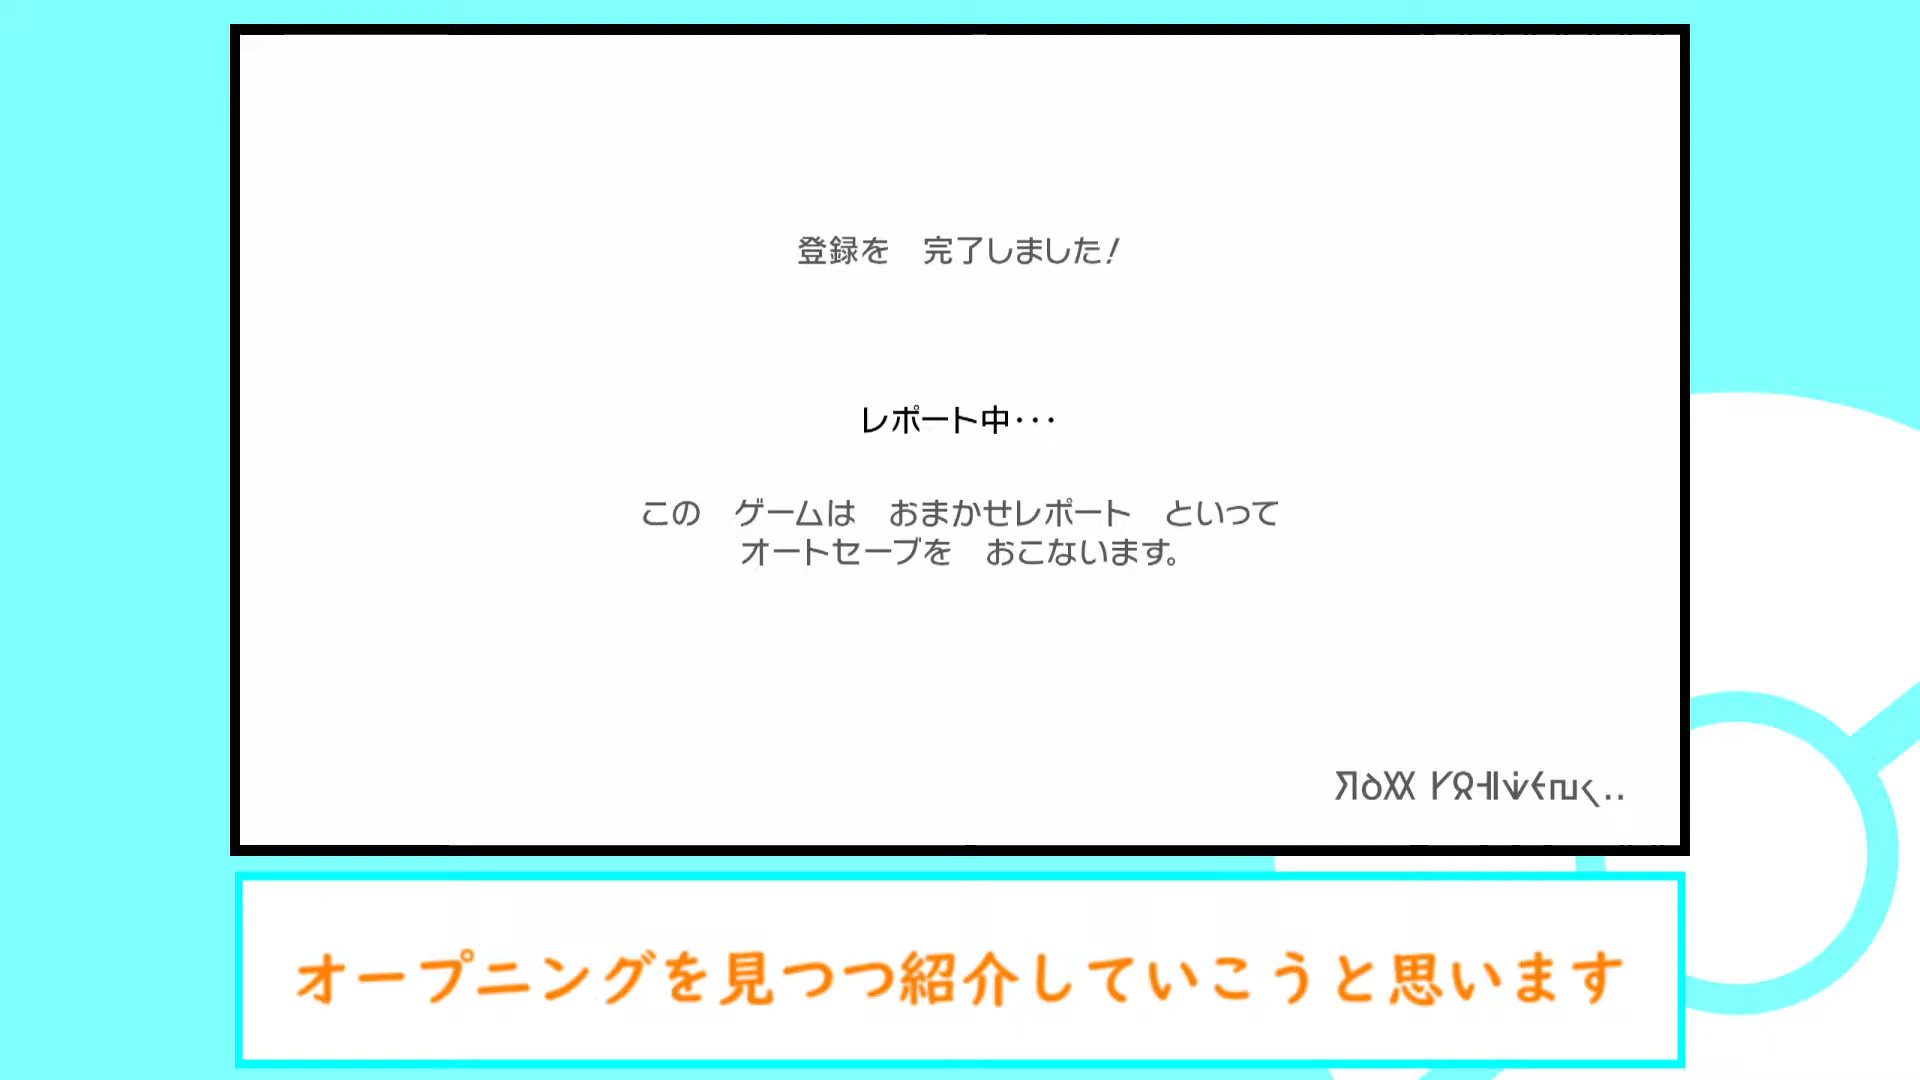 登録を　完了しました!
レポート中･･･
この　ゲームは　おまかせレポート　といって
オートセーブを　おこないます。
オープニングを見つつ紹介していこうと思います